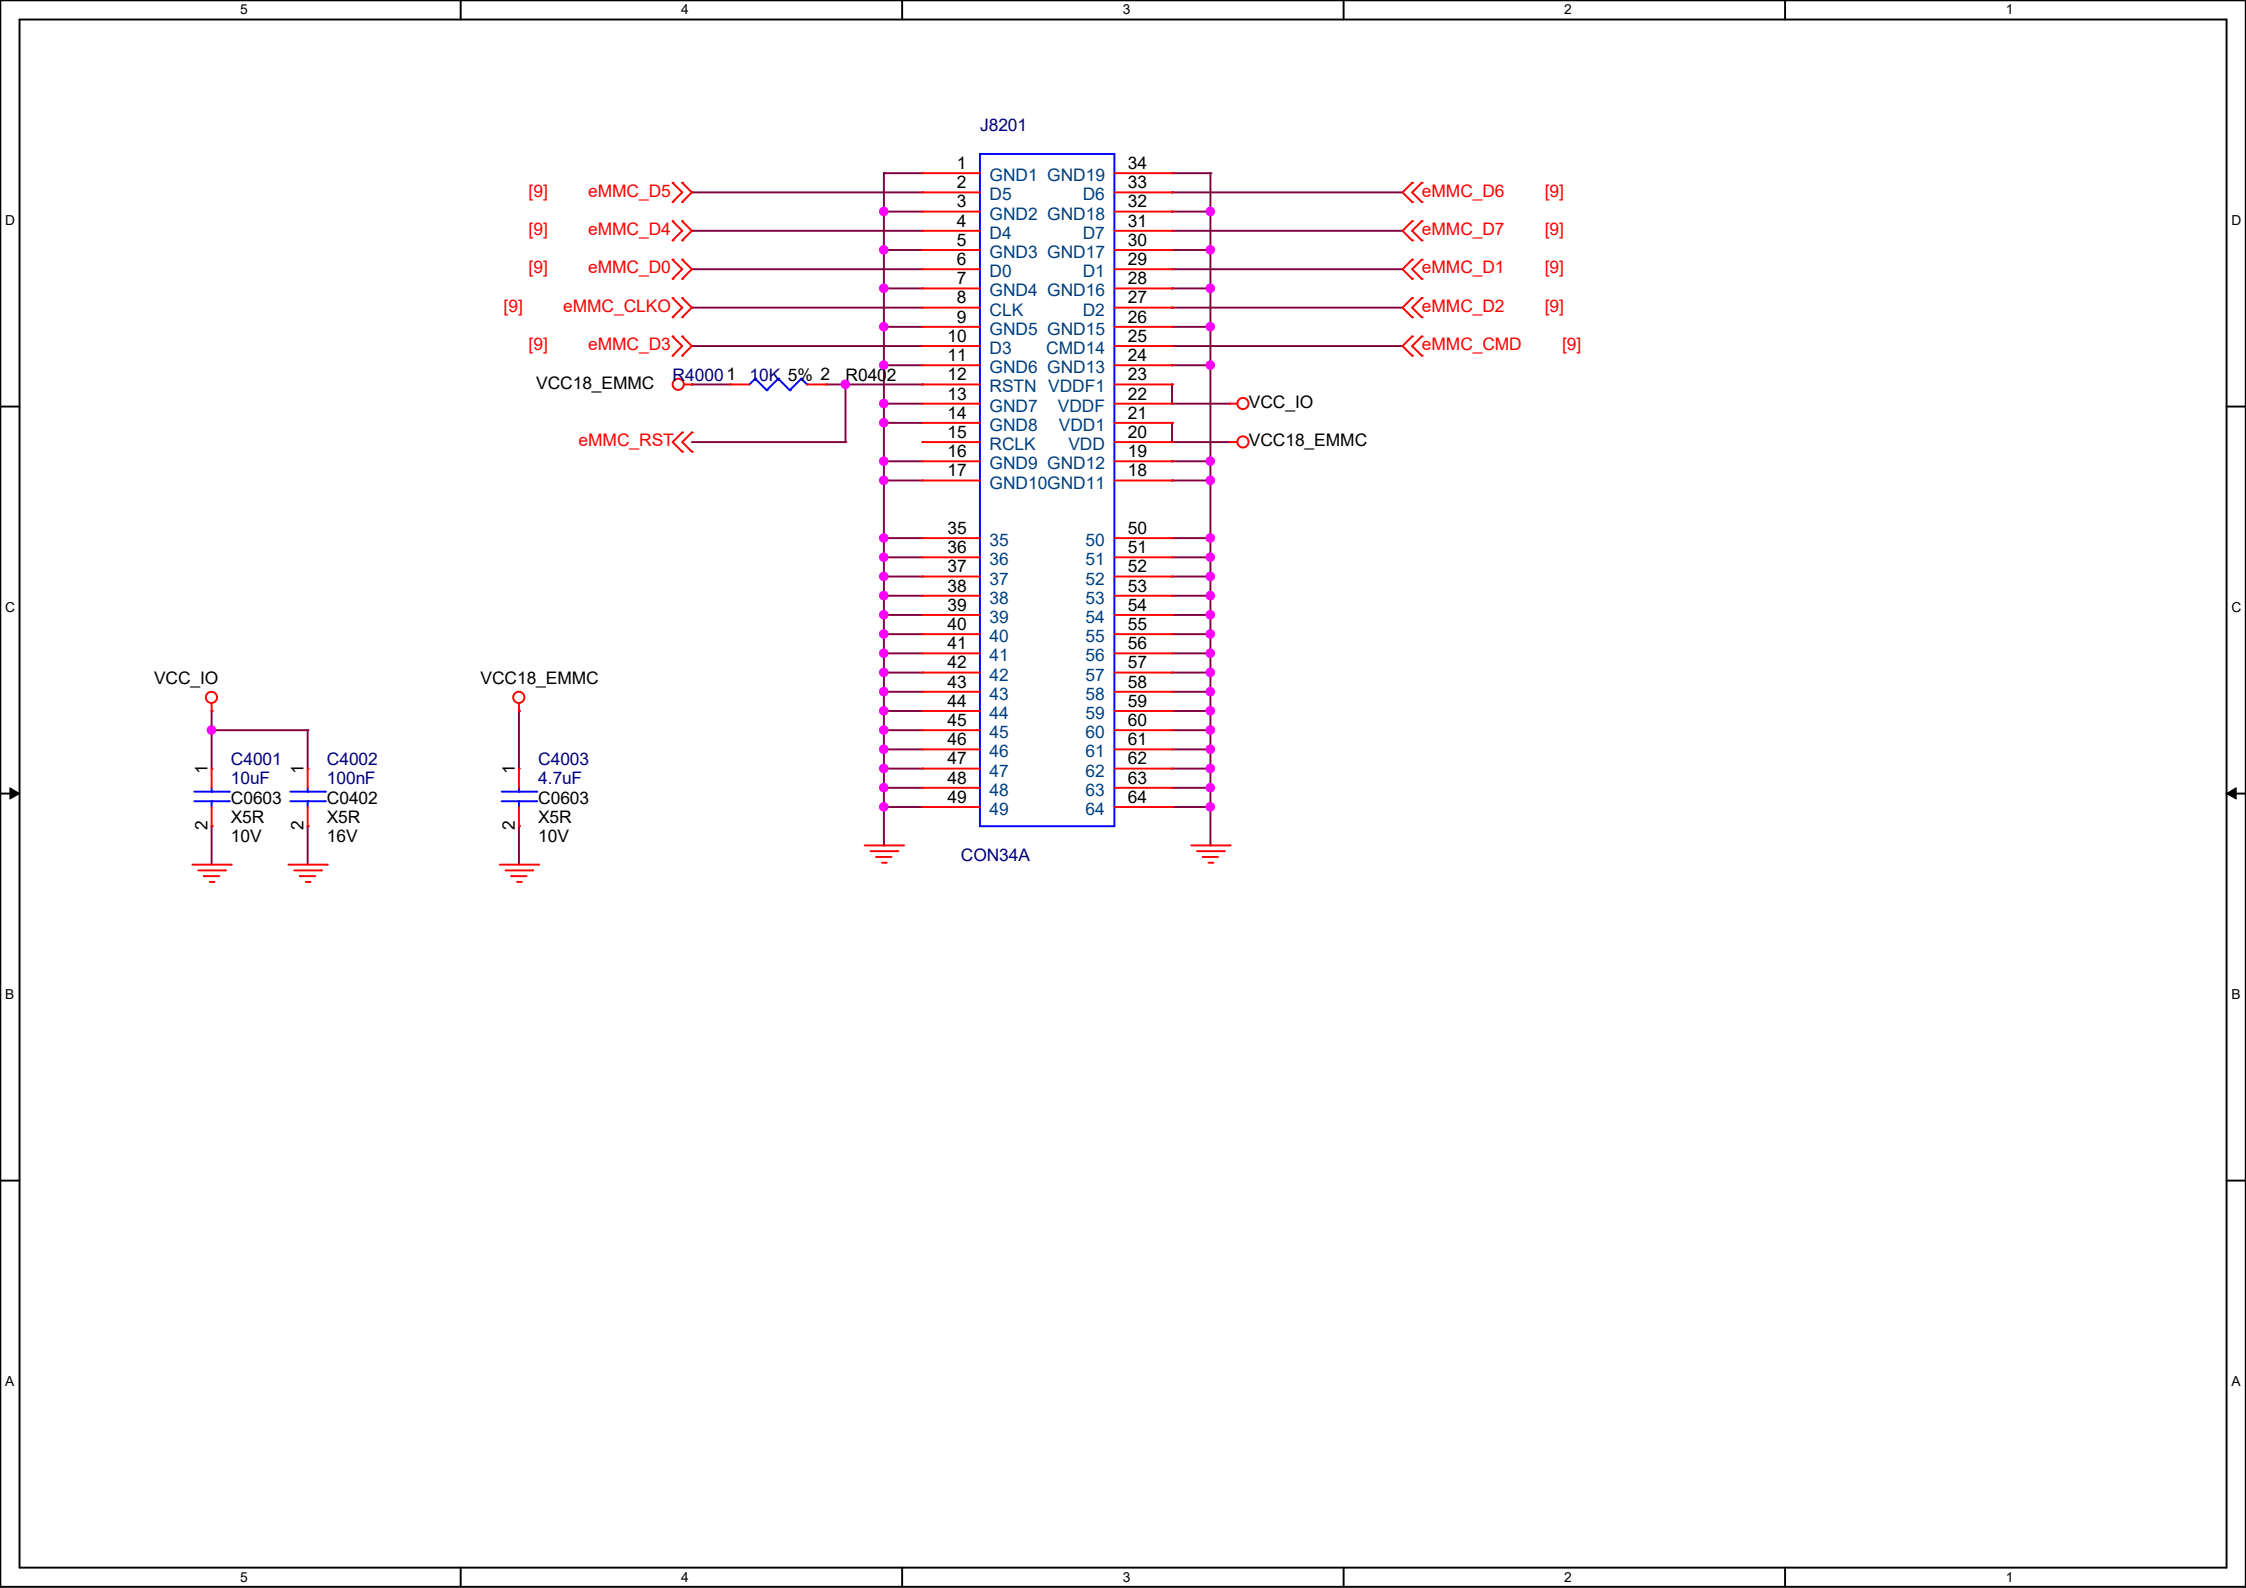 5 4 3 2 1
D D
C C
B B
A A
J8201
1 GND1 GND19 34
[9] eMMC_D5 2 D5 D6 33 eMMC_D6 [9]
3 GND2 GND18 32
[9] eMMC_D4 4 D4 D7 31 eMMC_D7 [9]
5 GND3 GND17 30
[9] eMMC_D0 6 D0 D1 29 eMMC_D1 [9]
7 GND4 GND16 28
[9] eMMC_CLKO 8 CLK D2 27 eMMC_D2 [9]
9 GND5 GND15 26
[9] eMMC_D3 10 D3 CMD14 25 eMMC_CMD [9]
11 GND6 GND13 24
VCC18_EMMC R4000 1 10K 5% 2 R0402 12 RSTN VDDF1 23
13 GND7 VDDF 22 VCC_IO
14 GND8 VDD1 21
eMMC_RST 15 RCLK VDD 20 VCC18_EMMC
16 GND9 GND12 19
17 GND10 GND11 18
35 35 50 50
36 36 51 51
37 37 52 52
38 38 53 53
39 39 54 54
40 40 55 55
41 41 56 56
42 42 57 57
43 43 58 58
44 44 59 59
45 45 60 60
46 46 61 61
47 47 62 62
48 48 63 63
49 49 64 64
CON34A
VCC_IO
1
2
C4001
10uF
C0603
X5R
10V
1
2
C4002
100nF
C0402
X5R
16V
VCC18_EMMC
1
2
C4003
4.7uF
C0603
X5R
10V
5 4 3 2 1